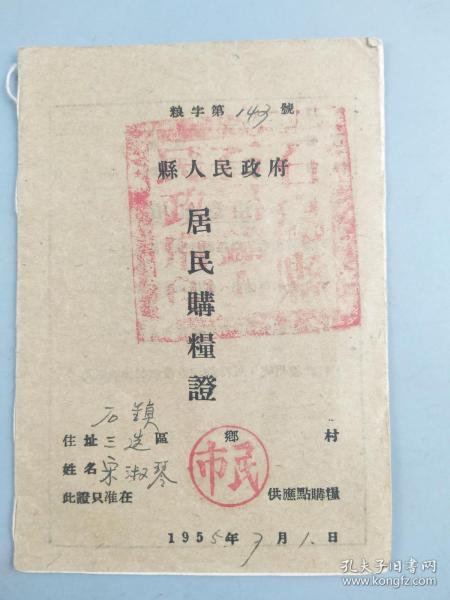 粮字第143號
縣人民政府
居民購糧證
石鎮
住址三造區 鄉 村
姓名宋淑琴
市民
此證只准在 供應點購糧
1955年7月1日
孔夫子旧书网
www.kongfz.com